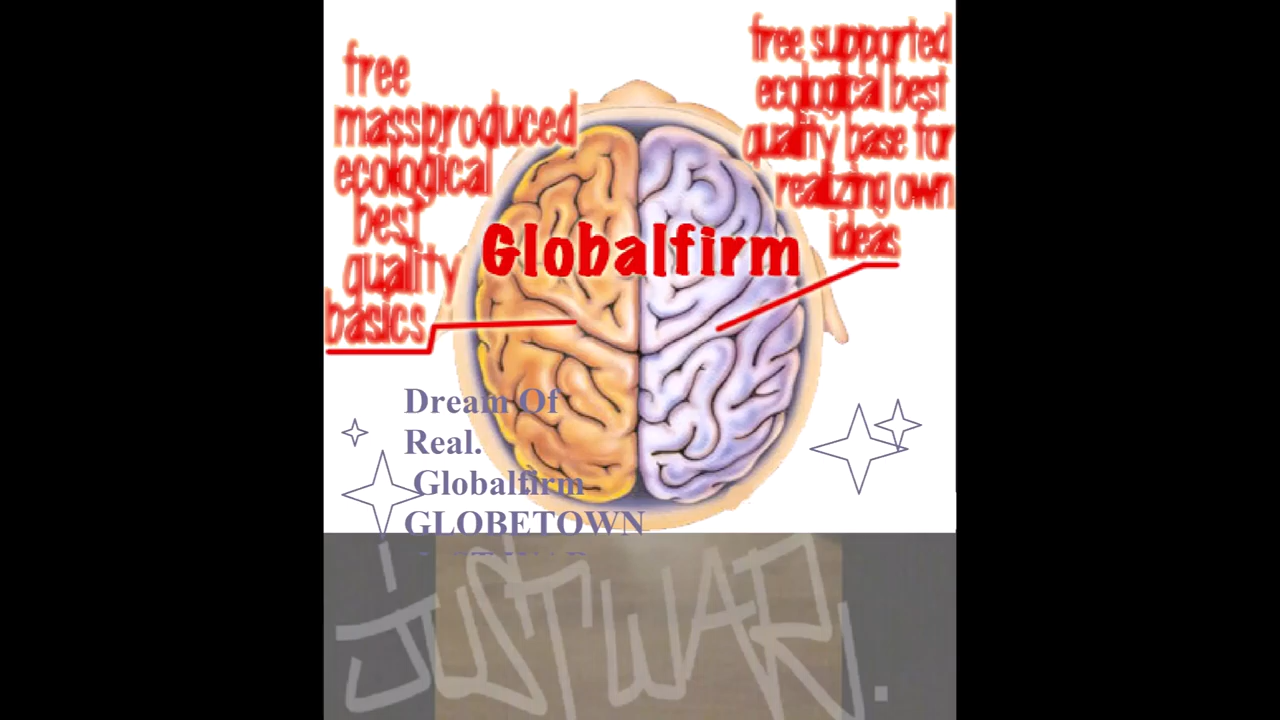 free
massproduced
ecological
best
quality
basics
free supported
ecological best
quality base for
realizing own
ideas
Globalfirm
Dream Of
Real.
Globalfirm
GLOBETOWN
JUST WAR
JUSTWAR.